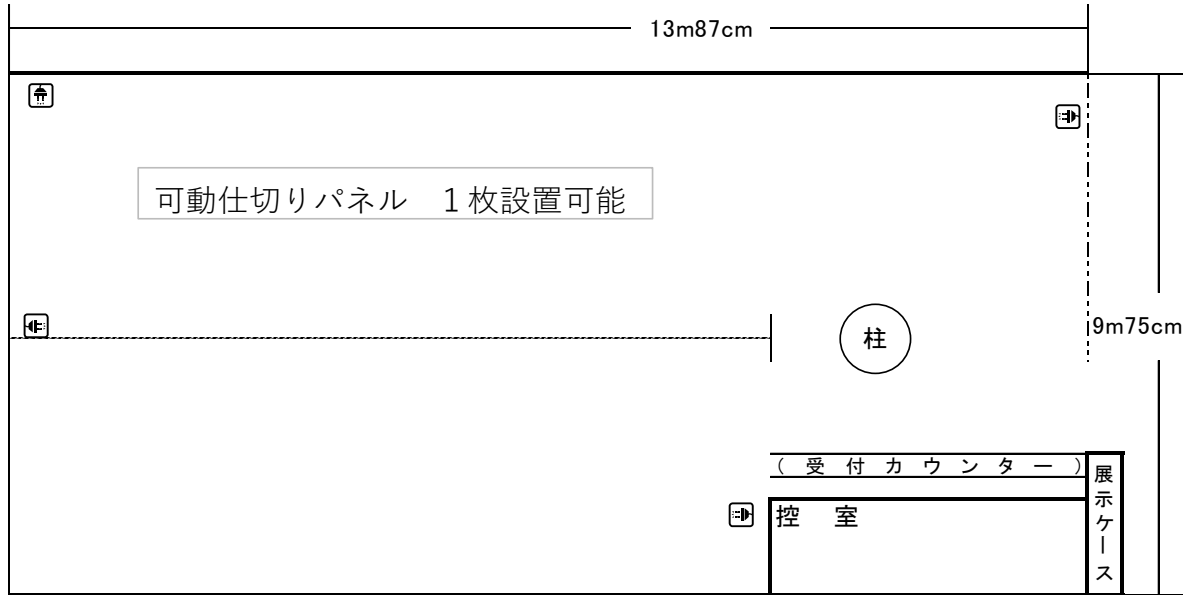 13m87cm
可動仕切りパネル　１枚設置可能
柱
9m75cm
(受付カウンター)
控室
展示ケース